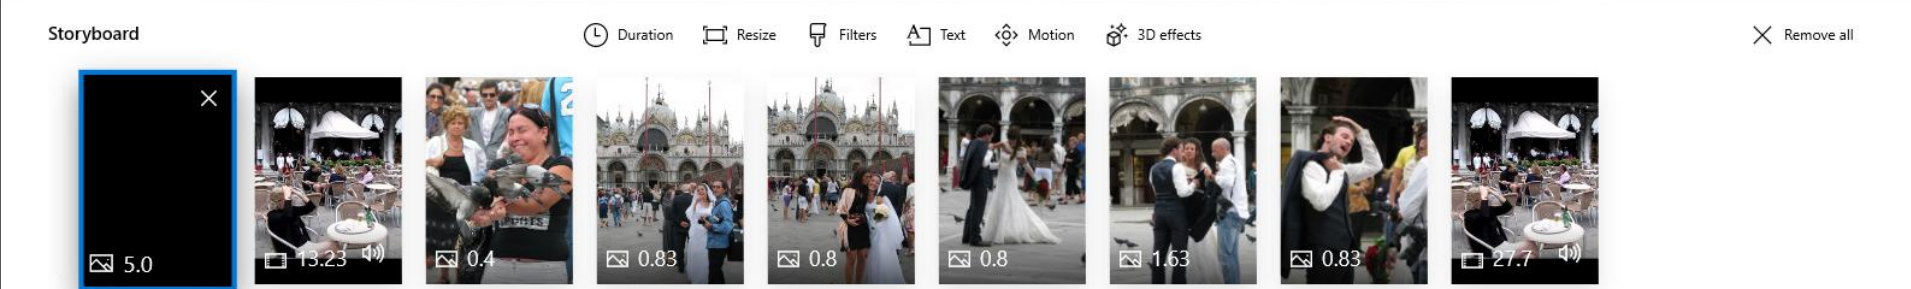 Storyboard
Duration
Resize
Filters
Text
Motion
3D effects
Remove all
5.0
13.23
0.4
0.83
0.8
0.8
1.63
0.83
27.7